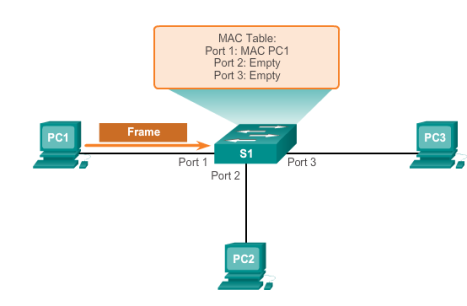 MAC Table:
Port 1: MAC PC1
Port 2: Empty
Port 3: Empty
PC1
Frame
PC3
S1
Port 1
Port 3
Port 2
PC2